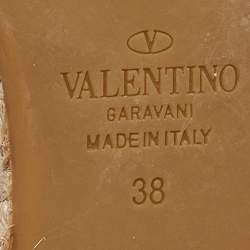 VALENTINO
GARAVANI
MADE IN ITALY
38